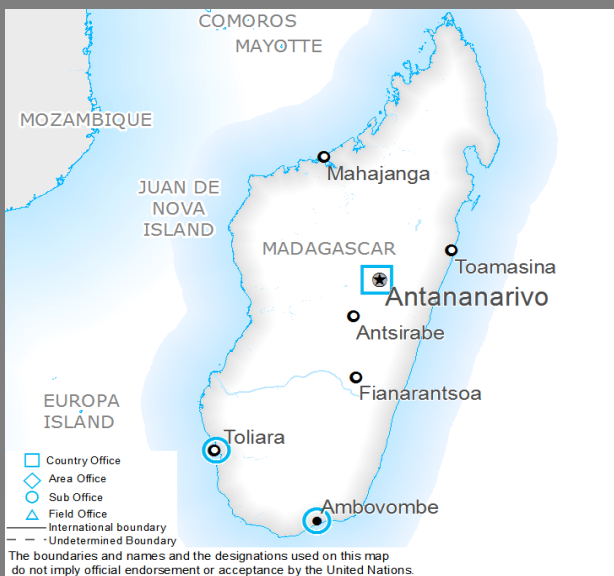 COMOROS
MAYOTTE
MOZAMBIQUE
Mahajanga
JUAN DE
NOVA
ISLAND
MADAGASCAR
Toamasina
Antananarivo
Antsirabe
Fianarantsoa
EUROPA
ISLAND
Toliara
Ambovombe
Country Office
Area Office
Sub Office
Field Office
International boundary
Undetermined Boundary
The boundaries and names and the designations used on this map
do not imply official endorsement or acceptance by the United Nations.